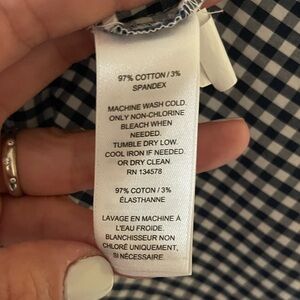 97% COTTON / 3%
SPANDEX
MACHINE WASH COLD.
ONLY NON-CHLORINE
BLEACH WHEN
NEEDED.
TUMBLE DRY LOW.
COOL IRON IF NEEDED.
OR DRY CLEAN.
RN 134578
97% COTON / 3%
ÉLASTHANNE
LAVAGE EN MACHINE À
L'EAU FROIDE.
BLANCHISSEUR NON
CHLORÉ UNIQUEMENT,
SI NÉCESSAIRE.